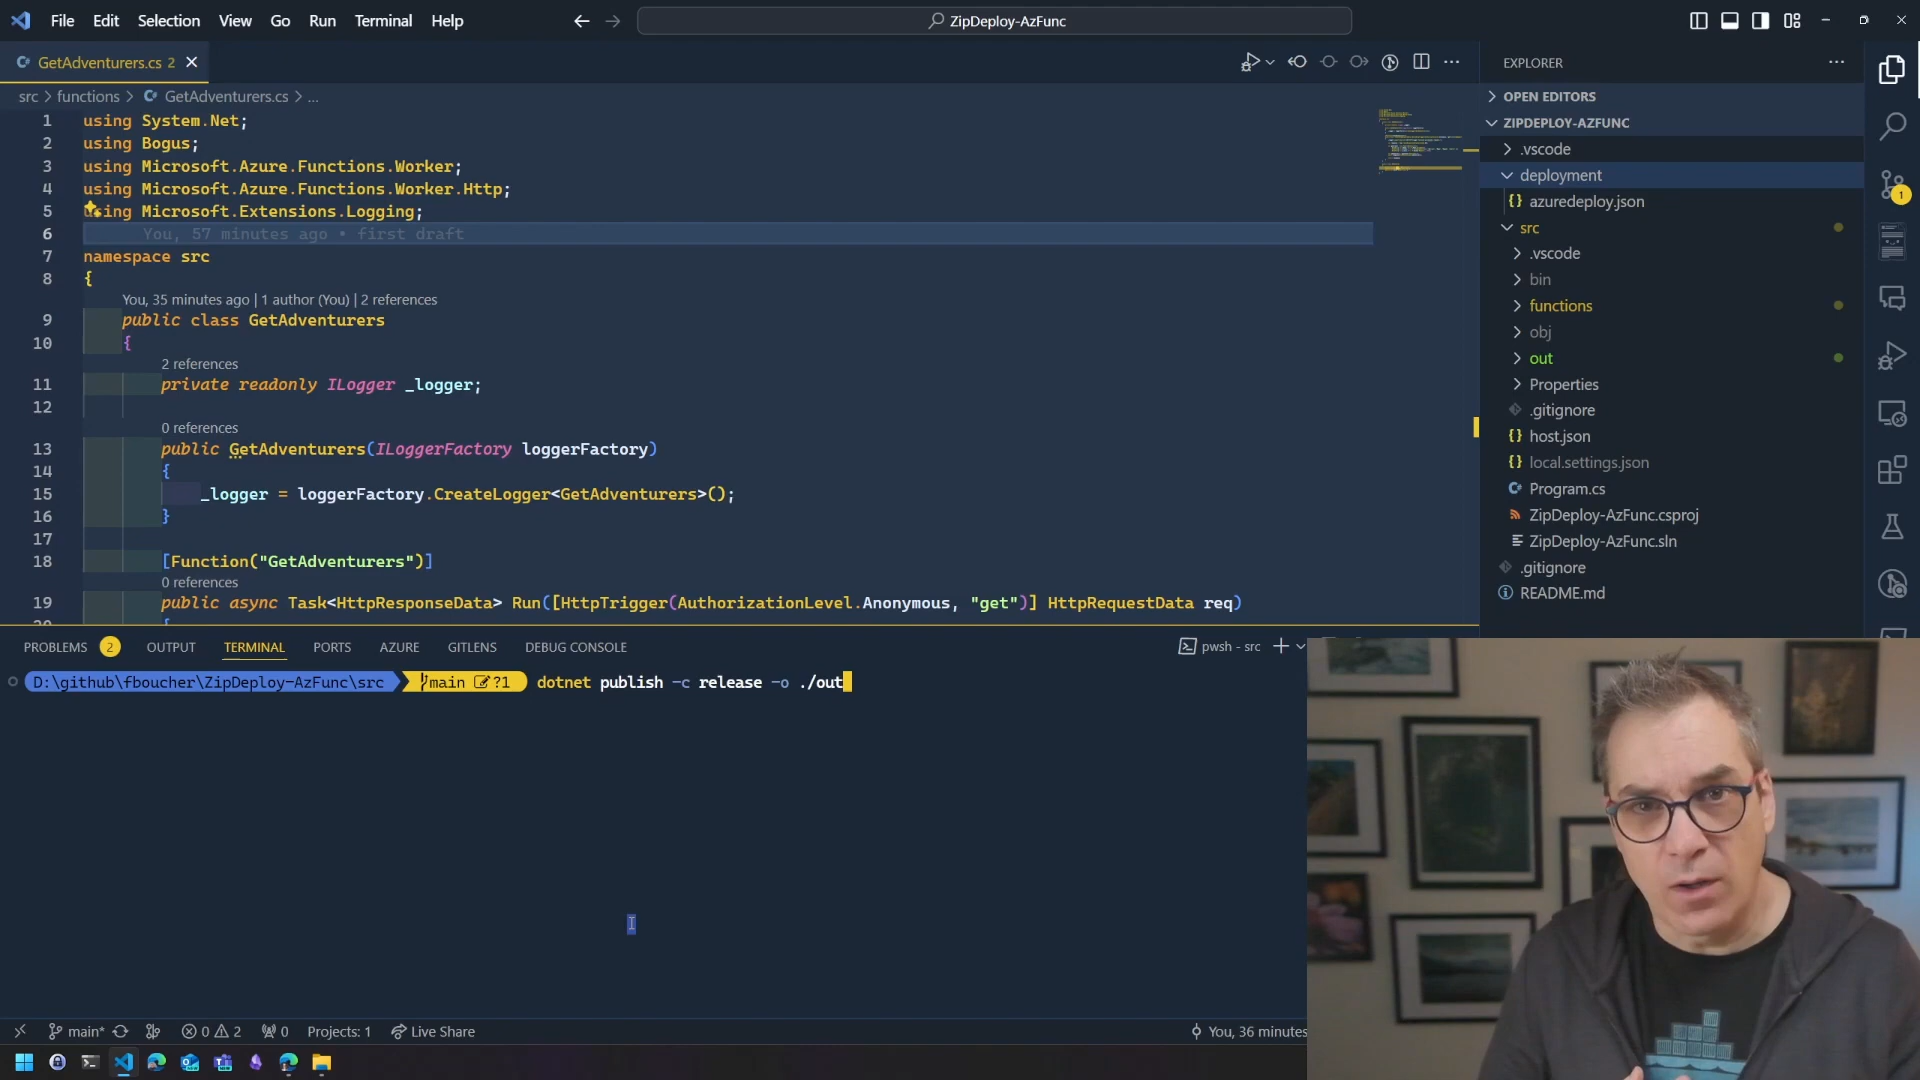 File Edit Selection View Go Run Terminal Help
ZipDeploy-AzFunc
GetAdventurers.cs 2
src > functions > GetAdventurers.cs > ...
1 using System.Net;
2 using Bogus;
3 using Microsoft.Azure.Functions.Worker;
4 using Microsoft.Azure.Functions.Worker.Http;
5 using Microsoft.Extensions.Logging;
6 You, 57 minutes ago • first draft
7 namespace src
8 {
You, 35 minutes ago | 1 author (You) | 2 references
9 public class GetAdventurers
10 {
2 references
11 private readonly ILogger _logger;
12
0 references
13 public GetAdventurers(ILoggerFactory loggerFactory)
14 {
15 _logger = loggerFactory.CreateLogger<GetAdventurers>();
16 }
17
18 [Function("GetAdventurers")]
0 references
19 public async Task<HttpResponseData> Run([HttpTrigger(AuthorizationLevel.Anonymous, "get")] HttpRequestData req)
EXPLORER
OPEN EDITORS
ZIPDEPLOY-AZFUNC
.vscode
deployment
{} azuredeploy.json
src
.vscode
bin
functions
obj
out
Properties
.gitignore
{} host.json
{} local.settings.json
Program.cs
ZipDeploy-AzFunc.csproj
ZipDeploy-AzFunc.sln
.gitignore
README.md
1
PROBLEMS 2 OUTPUT TERMINAL PORTS AZURE GITLENS DEBUG CONSOLE
pwsh - src
D:\github\fboucher\ZipDeploy-AzFunc\src main ?1 dotnet publish -c release -o ./out
main* 0 2 0 Projects: 1 Live Share
You, 36 minutes